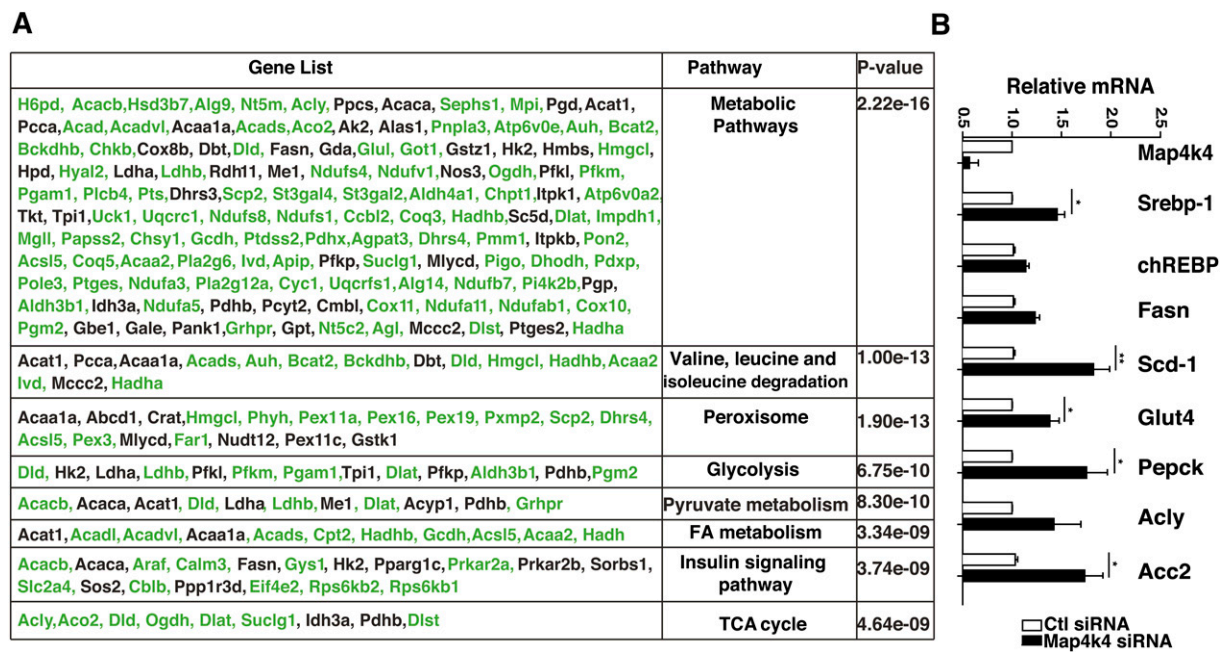 A
B
Gene List
Pathway
P-value
H6pd, Acacb,Hsd3b7,Alg9, Nt5m, Acly, Ppcs, Acaca, Sephs1, Mpi, Pgd, Acat1,
Pcca,Acad, Acadvl, Acaa1a,Acads,Aco2, Ak2, Alas1,Pnpla3, Atp6v0e, Auh, Bcat2,
Bckdhb, Chkb,Cox8b, Dbt,Dld, Fasn, Gda,Glul, Got1, Gstz1, Hk2, Hmbs, Hmgcl,
Hpd, Hyal2, Ldha, Ldhb, Rdh11, Me1, Ndufs4, Ndufv1,Nos3, Ogdh, Pfkl, Pfkm,
Pgam1, Plcb4, Pts, Dhrs3,Scp2, St3gal4, St3gal2, Aldh4a1, Chpt1,Itpk1, Atp6v0a2,
Tkt, Tpi1,Uck1, Uqcrc1, Ndufs8, Ndufs1, Ccbl2, Coq3, Hadhb,Sc5d,Dlat, Impdh1,
Mgll, Papss2, Chsy1, Gcdh, Ptdss2,Pdhx,Agpat3, Dhrs4, Pmm1, Itpkb, Pon2,
Acsl5, Coq5,Acaa2, Pla2g6, Ivd, Apip, Pfkp, Suclg1, Mlycd, Pigo, Dhodh, Pdxp,
Pole3, Ptges, Ndufa3, Pla2g12a, Cyc1, Uqcrfs1,Alg14, Ndufb7, Pi4k2b,Pgp,
Aldh3b1, Idh3a,Ndufa5, Pdhb, Pcyt2, Cmbl, Cox11, Ndufa11, Ndufab1, Cox10,
Pgm2, Gbe1, Gale, Pank1,Grhpr, Gpt, Nt5c2, Agl, Mccc2, Dlst, Ptges2, Hadha
Metabolic
Pathways
2.22e-16
Acat1, Pcca,Acaa1a, Acads, Auh, Bcat2, Bckdhb, Dbt, Dld, Hmgcl, Hadhb,Acaa2
Ivd, Mccc2, Hadha
Valine, leucine and
isoleucine degradation
1.00e-13
Acaa1a, Abcd1, Crat,Hmgcl, Phyh, Pex11a, Pex16, Pex19, Pxmp2, Scp2, Dhrs4,
Acsl5, Pex3, Mlycd,Far1, Nudt12, Pex11c, Gstk1
Peroxisome
1.90e-13
Dld, Hk2, Ldha, Ldhb, Pfkl, Pfkm, Pgam1,Tpi1, Dlat, Pfkp,Aldh3b1, Pdhb,Pgm2
Glycolysis
6.75e-10
Acacb, Acaca, Acat1, Dld, Ldha, Ldhb,Me1, Dlat, Acyp1, Pdhb, Grhpr
Pyruvate metabolism
8.30e-10
Acat1,Acadl,Acadvl, Acaa1a, Acads, Cpt2, Hadhb, Gcdh,Acsl5, Acaa2, Hadh
FA metabolism
3.34e-09
Acacb, Acaca, Araf, Calm3, Fasn, Gys1, Hk2, Pparg1c,Prkar2a, Prkar2b, Sorbs1,
Slc2a4, Sos2, Cblb, Ppp1r3d,Eif4e2, Rps6kb2, Rps6kb1
Insulin signaling
pathway
3.74e-09
Acly,Aco2, Dld, Ogdh, Dlat, Suclg1, Idh3a, Pdhb,Dlst
TCA cycle
4.64e-09
Relative mRNA
0.5 1.0 1.5 2.0 2.5
Map4k4
Srebp-1
*
chREBP
Fasn
Scd-1
**
Glut4
*
Pepck
*
Acly
Acc2
*
Ctl siRNA
Map4k4 siRNA